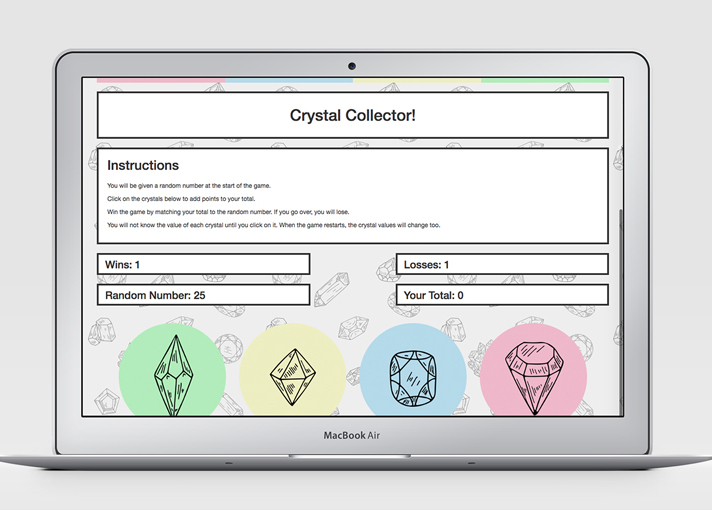 Crystal Collector!
Instructions
You will be given a random number at the start of the game.
Click on the crystals below to add points to your total.
Win the game by matching your total to the random number. If you go over, you will lose.
You will not know the value of each crystal until you click on it. When the game restarts, the crystal values will change too.
Wins: 1
Losses: 1
Random Number: 25
Your Total: 0
MacBook Air